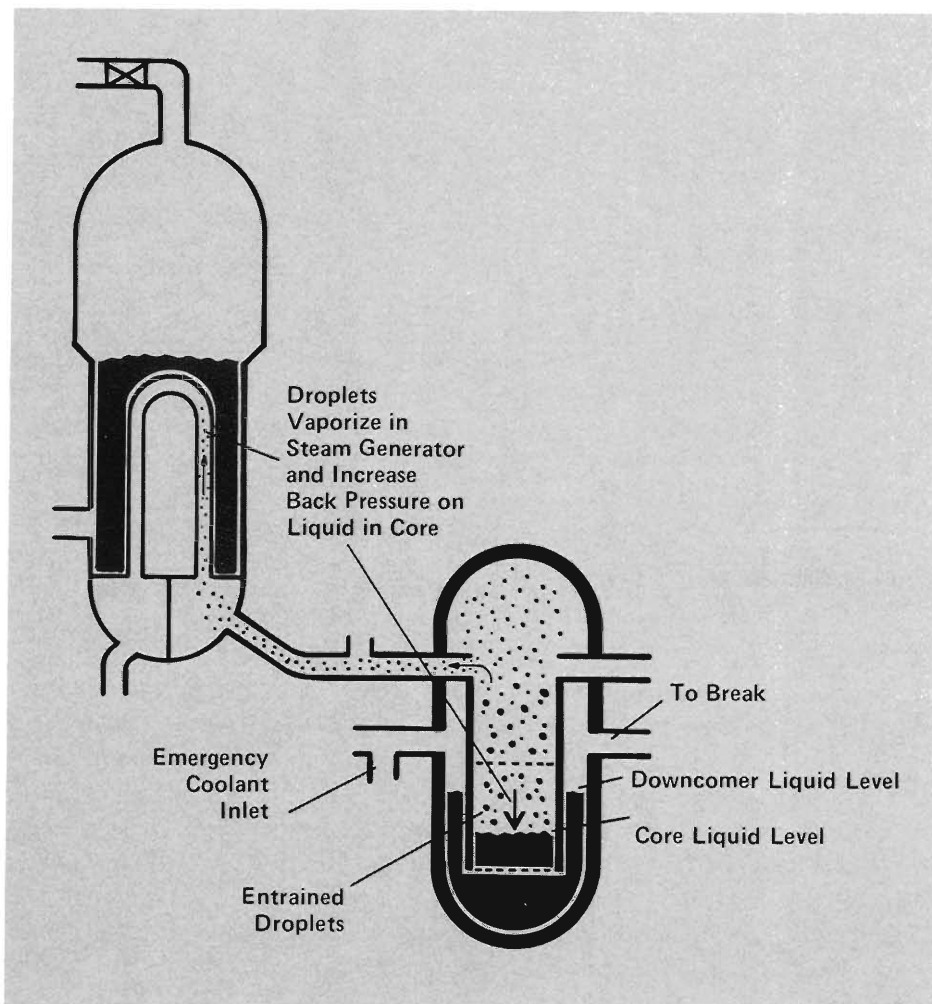 Droplets
Vaporize in
Steam Generator
and Increase
Back Pressure on
Liquid in Core
To Break
Emergency
Coolant
Inlet
Downcomer Liquid Level
Core Liquid Level
Entrained
Droplets